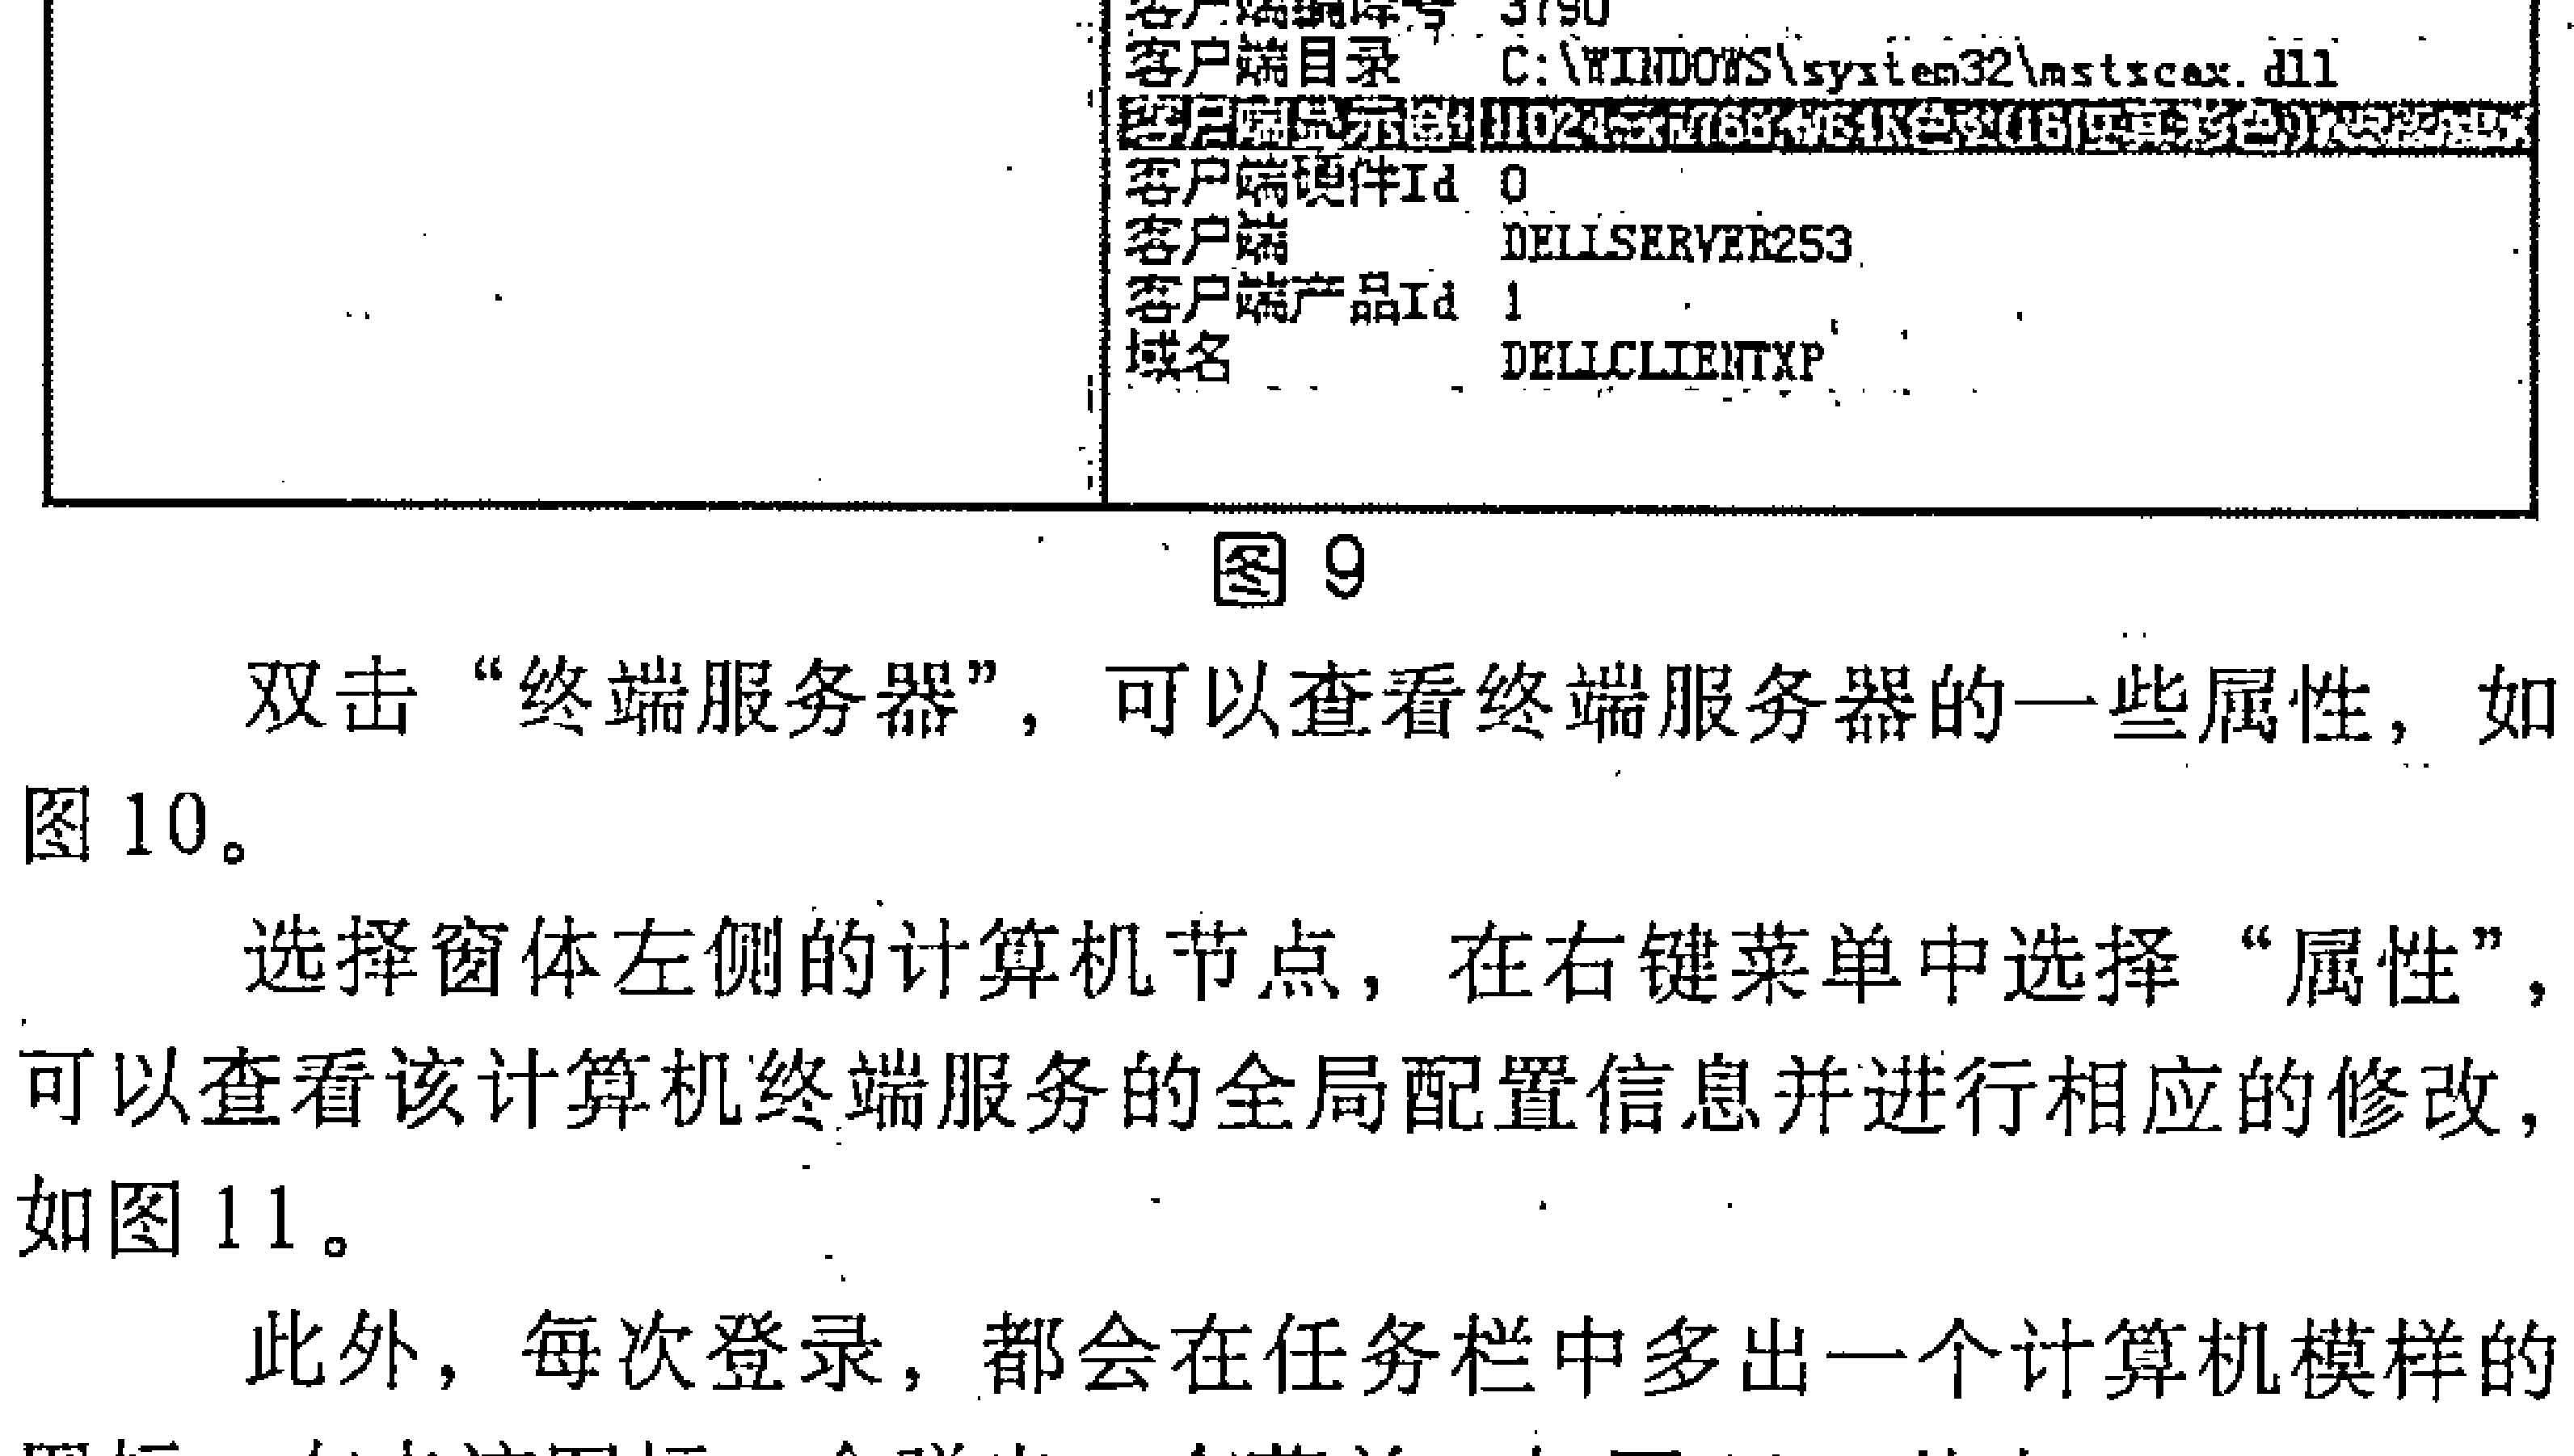 客户端编译号 3790
客户端目录 C:\WINDOWS\system32\mstscax.dll
客户端硬件Id 0
客户端 DELLSERVER253
客户端产品Id 1
域名 DELLCLIENTXP
图 9
双击“终端服务器”，可以查看终端服务器的一些属性，如
图 10。
选择窗体左侧的计算机节点，在右键菜单中选择“属性”，
可以查看该计算机终端服务的全局配置信息并进行相应的修改，
如图 11。
此外，每次登录，都会在任务栏中多出一个计算机模样的